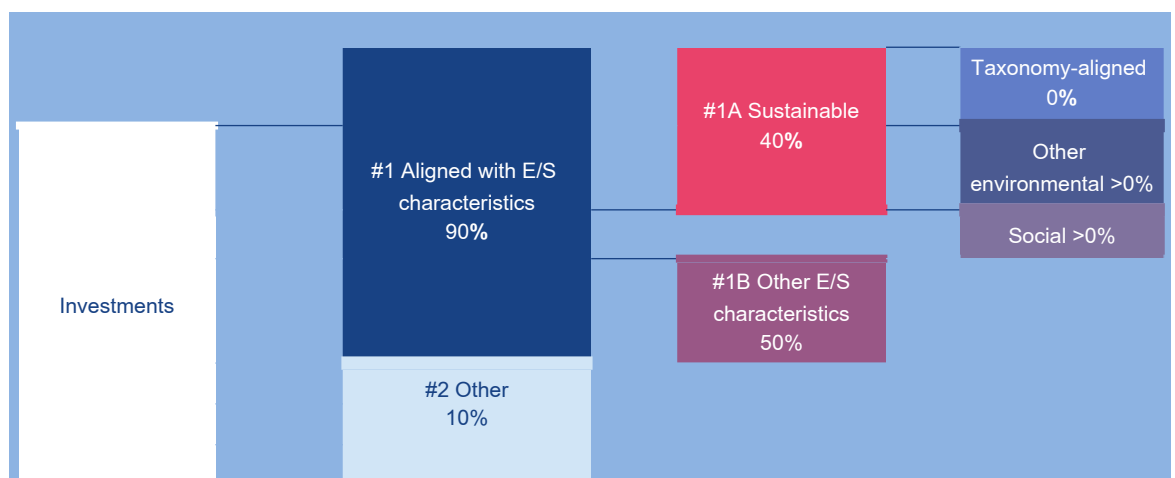 Investments
#1 Aligned with E/S
characteristics
90%
#2 Other
10%
#1A Sustainable
40%
#1B Other E/S
characteristics
50%
Taxonomy-aligned
0%
Other
environmental >0%
Social >0%